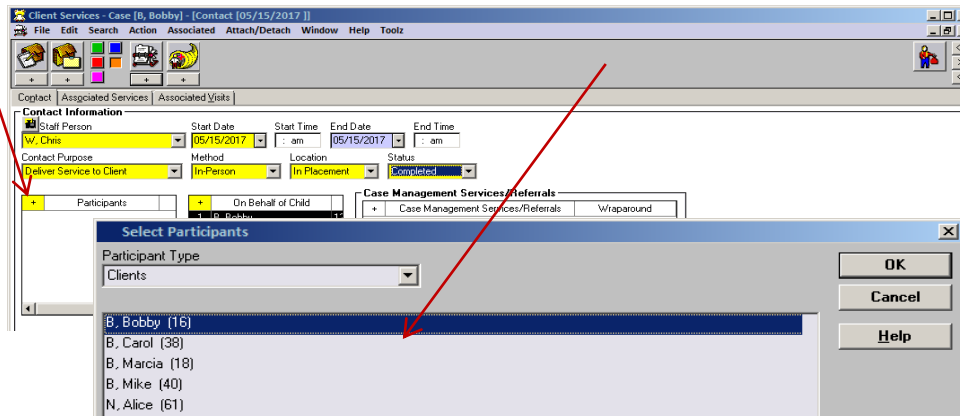 Client Services - Case [B, Bobby] - [Contact [05/15/2017 ]]
File Edit Search Action Associated Attach/Detach Window Help Toolz
+ + + +
Contact Associated Services Associated Visits
Contact Information
Staff Person Start Date Start Time End Date End Time
W, Chris 05/15/2017 : am 05/15/2017 : am
Contact Purpose Method Location Status
Deliver Service to Client In-Person In Placement Completed
Case Management Services/Referrals
+ Participants + On Behalf of Child + Case Management Services/Referrals Wraparound
1 B, Bobby
Select Participants
Participant Type
Clients
OK
Cancel
Help
B, Bobby (16)
B, Carol (38)
B, Marcia (18)
B, Mike (40)
N, Alice (61)